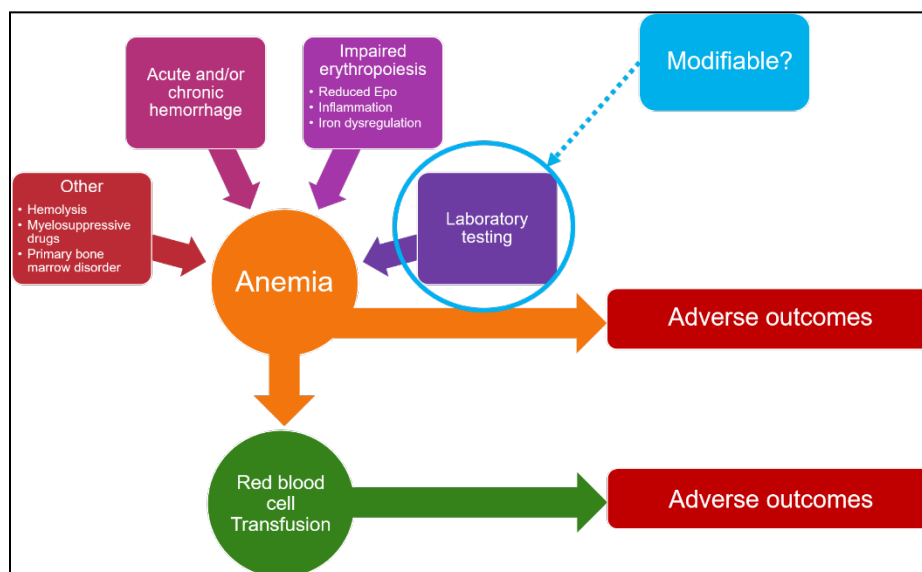 Acute and/or
chronic
hemorrhage
Impaired
erythropoiesis
• Reduced Epo
• Inflammation
• Iron dysregulation
Modifiable?
Other
• Hemolysis
• Myelosuppressive
drugs
• Primary bone
marrow disorder
Laboratory
testing
Anemia
Adverse outcomes
Red blood
cell
Transfusion
Adverse outcomes